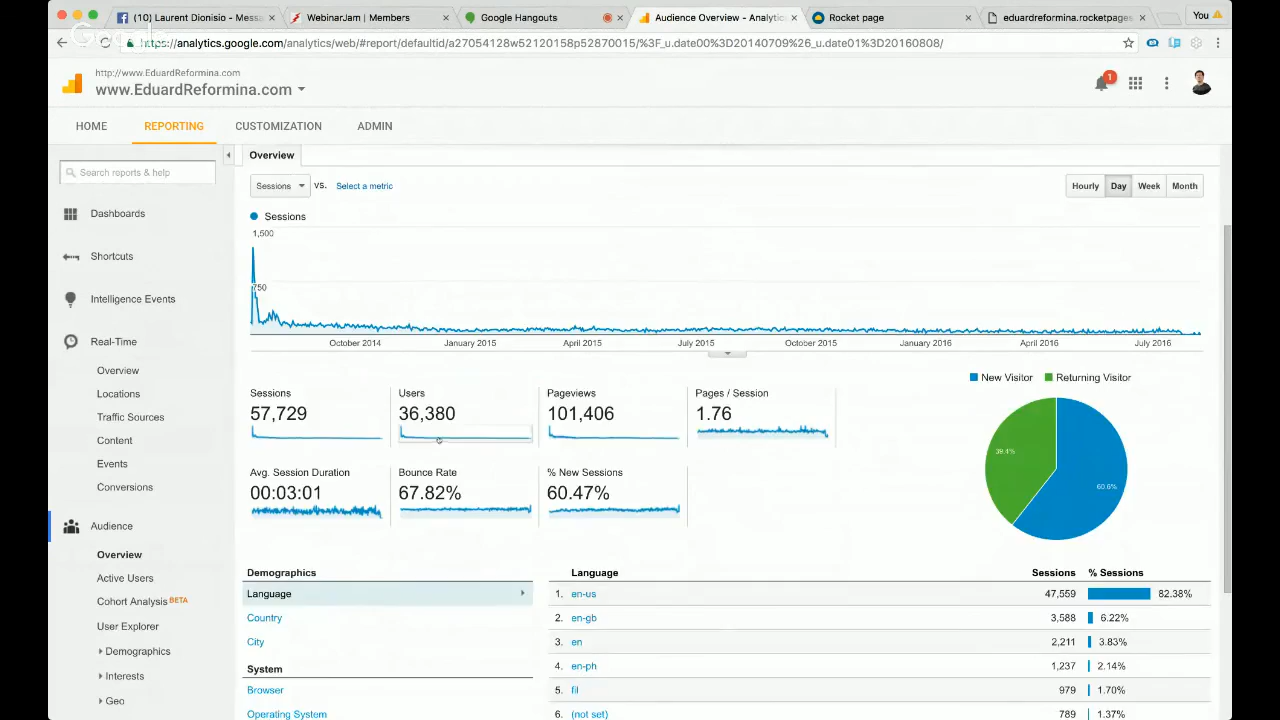 (10) Laurent Dionisio - Messa
WebinarJam | Members
Google Hangouts
Audience Overview - Analytic
Rocket page
eduardreformina.rocketpages.
You
Google
https://analytics.google.com/analytics/web/#report/defaultid/a27054128w52120158p52870015/%3F_u.date00%3D20140709%26_u.date01%3D20160808/
http://www.EduardReformina.com
www.EduardReformina.com
1
HOME
REPORTING
CUSTOMIZATION
ADMIN
Search reports & help
Dashboards
Shortcuts
Intelligence Events
Real-Time
Overview
Locations
Traffic Sources
Content
Events
Conversions
Audience
Overview
Active Users
Cohort Analysis BETA
User Explorer
Demographics
Interests
Geo
Overview
Sessions VS. Select a metric
Hourly Day Week Month
Sessions
1,500
750
October 2014 January 2015 April 2015 July 2015 October 2015 January 2016 April 2016 July 2016
Sessions
57,729
Users
36,380
Pageviews
101,406
Pages / Session
1.76
Avg. Session Duration
00:03:01
Bounce Rate
67.82%
% New Sessions
60.47%
New Visitor Returning Visitor
39.4%
60.6%
Demographics
Language
Country
City
System
Browser
Operating System
Language Sessions % Sessions
1. en-us 47,559 82.38%
2. en-gb 3,588 6.22%
3. en 2,211 3.83%
4. en-ph 1,237 2.14%
5. fil 979 1.70%
6. (not set) 789 1.37%